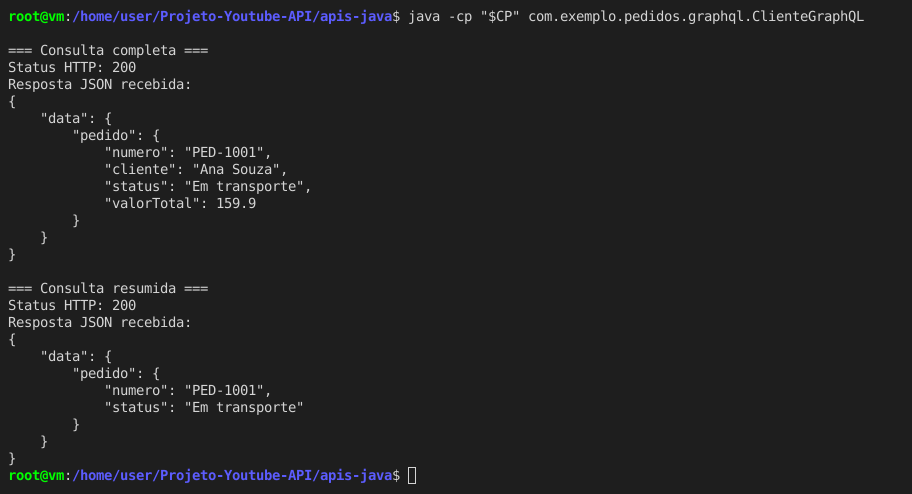 root@vm:/home/user/Projeto-Youtube-API/apis-java$ java -cp "$CP" com.exemplo.pedidos.graphql.ClienteGraphQL

=== Consulta completa ===
Status HTTP: 200
Resposta JSON recebida:
{
    "data": {
        "pedido": {
            "numero": "PED-1001",
            "cliente": "Ana Souza",
            "status": "Em transporte",
            "valorTotal": 159.9
        }
    }
}

=== Consulta resumida ===
Status HTTP: 200
Resposta JSON recebida:
{
    "data": {
        "pedido": {
            "numero": "PED-1001",
            "status": "Em transporte"
        }
    }
}
root@vm:/home/user/Projeto-Youtube-API/apis-java$